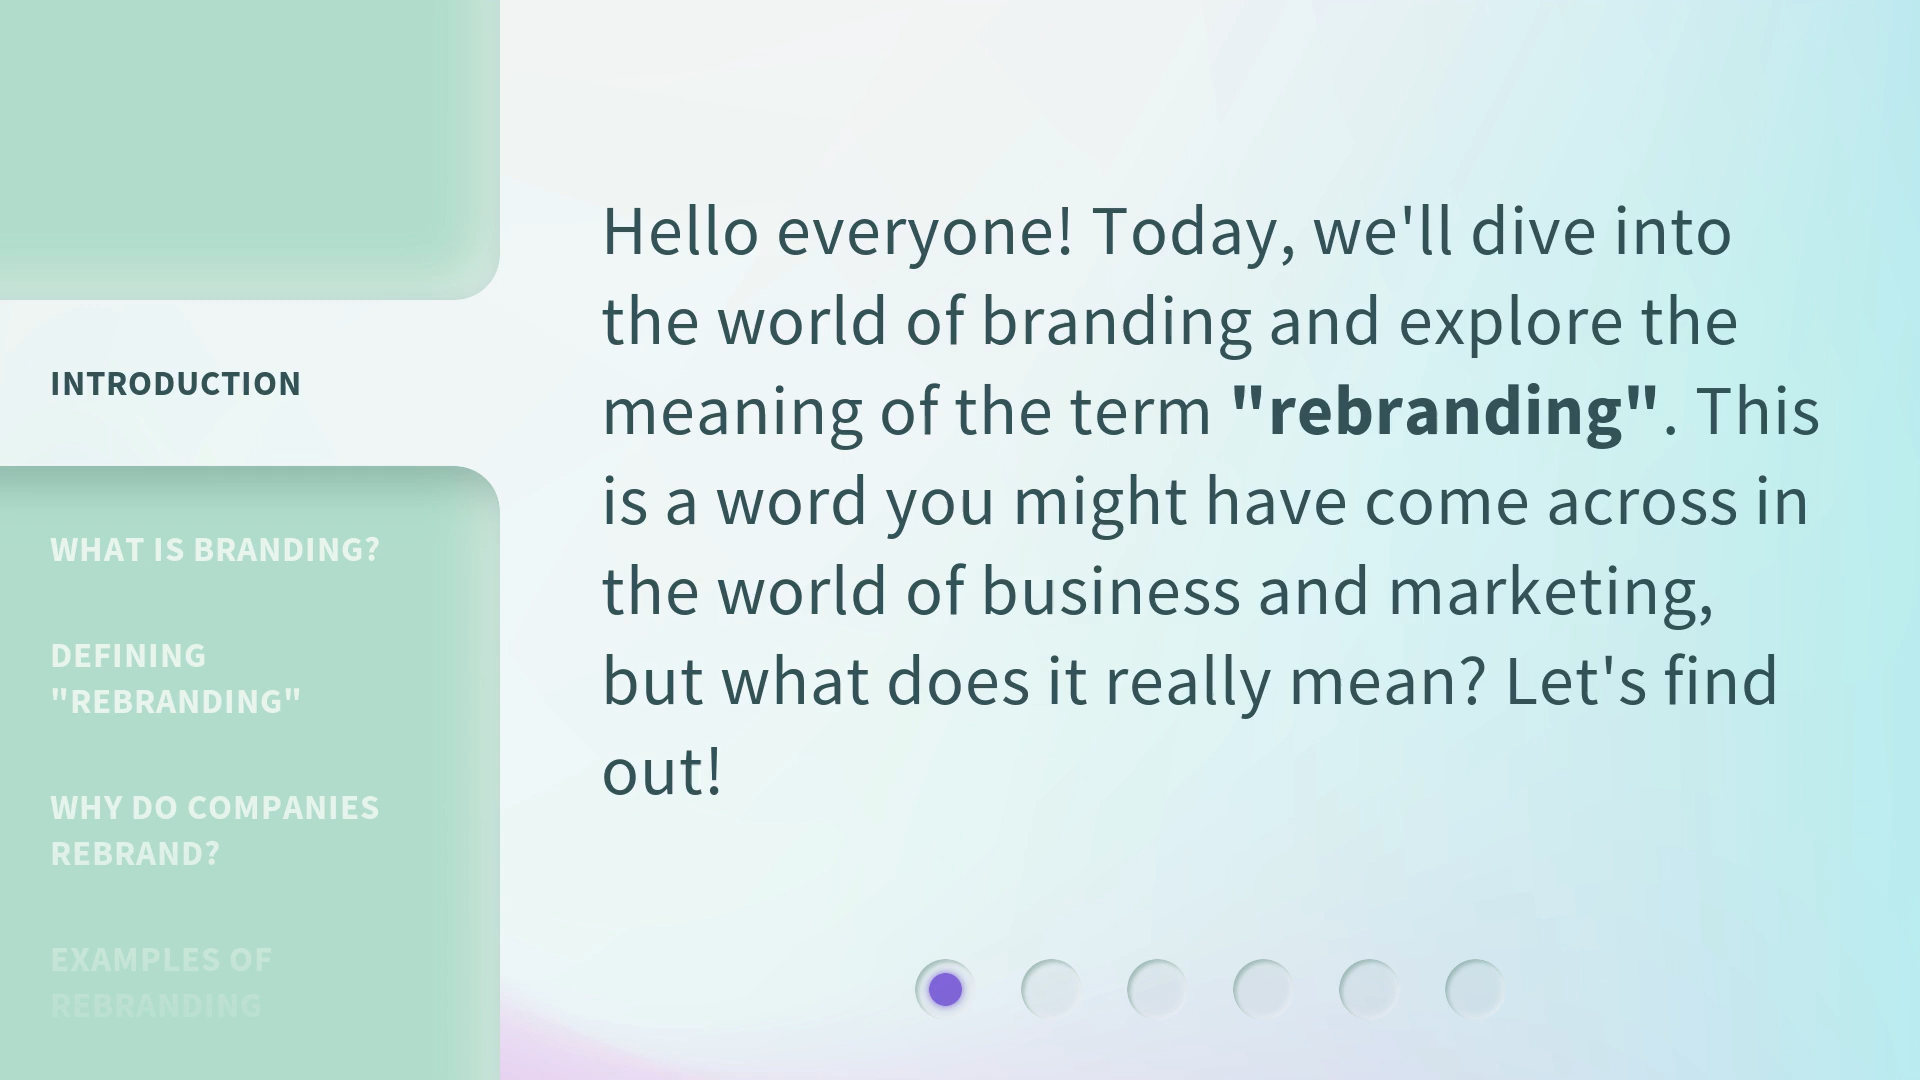 INTRODUCTION
WHAT IS BRANDING?
DEFINING
"REBRANDING"
WHY DO COMPANIES
REBRAND?
EXAMPLES OF
REBRANDING
Hello everyone! Today, we'll dive into
the world of branding and explore the
meaning of the term "rebranding". This
is a word you might have come across in
the world of business and marketing,
but what does it really mean? Let's find
out!